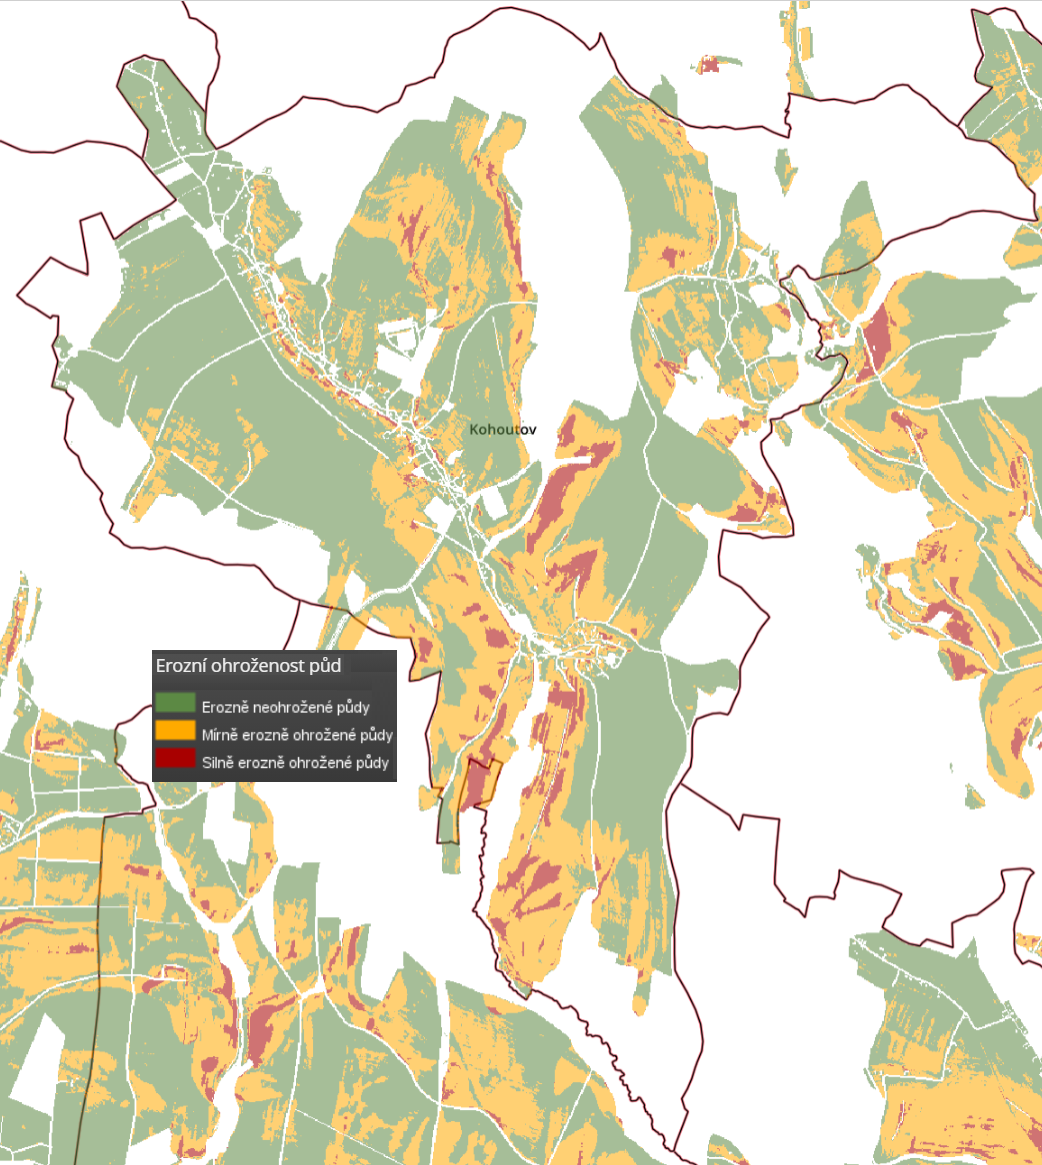 Kohoutov
Erozní ohroženost půd
Erozně neohrožené půdy
Mírně erozně ohrožené půdy
Silně erozně ohrožené půdy